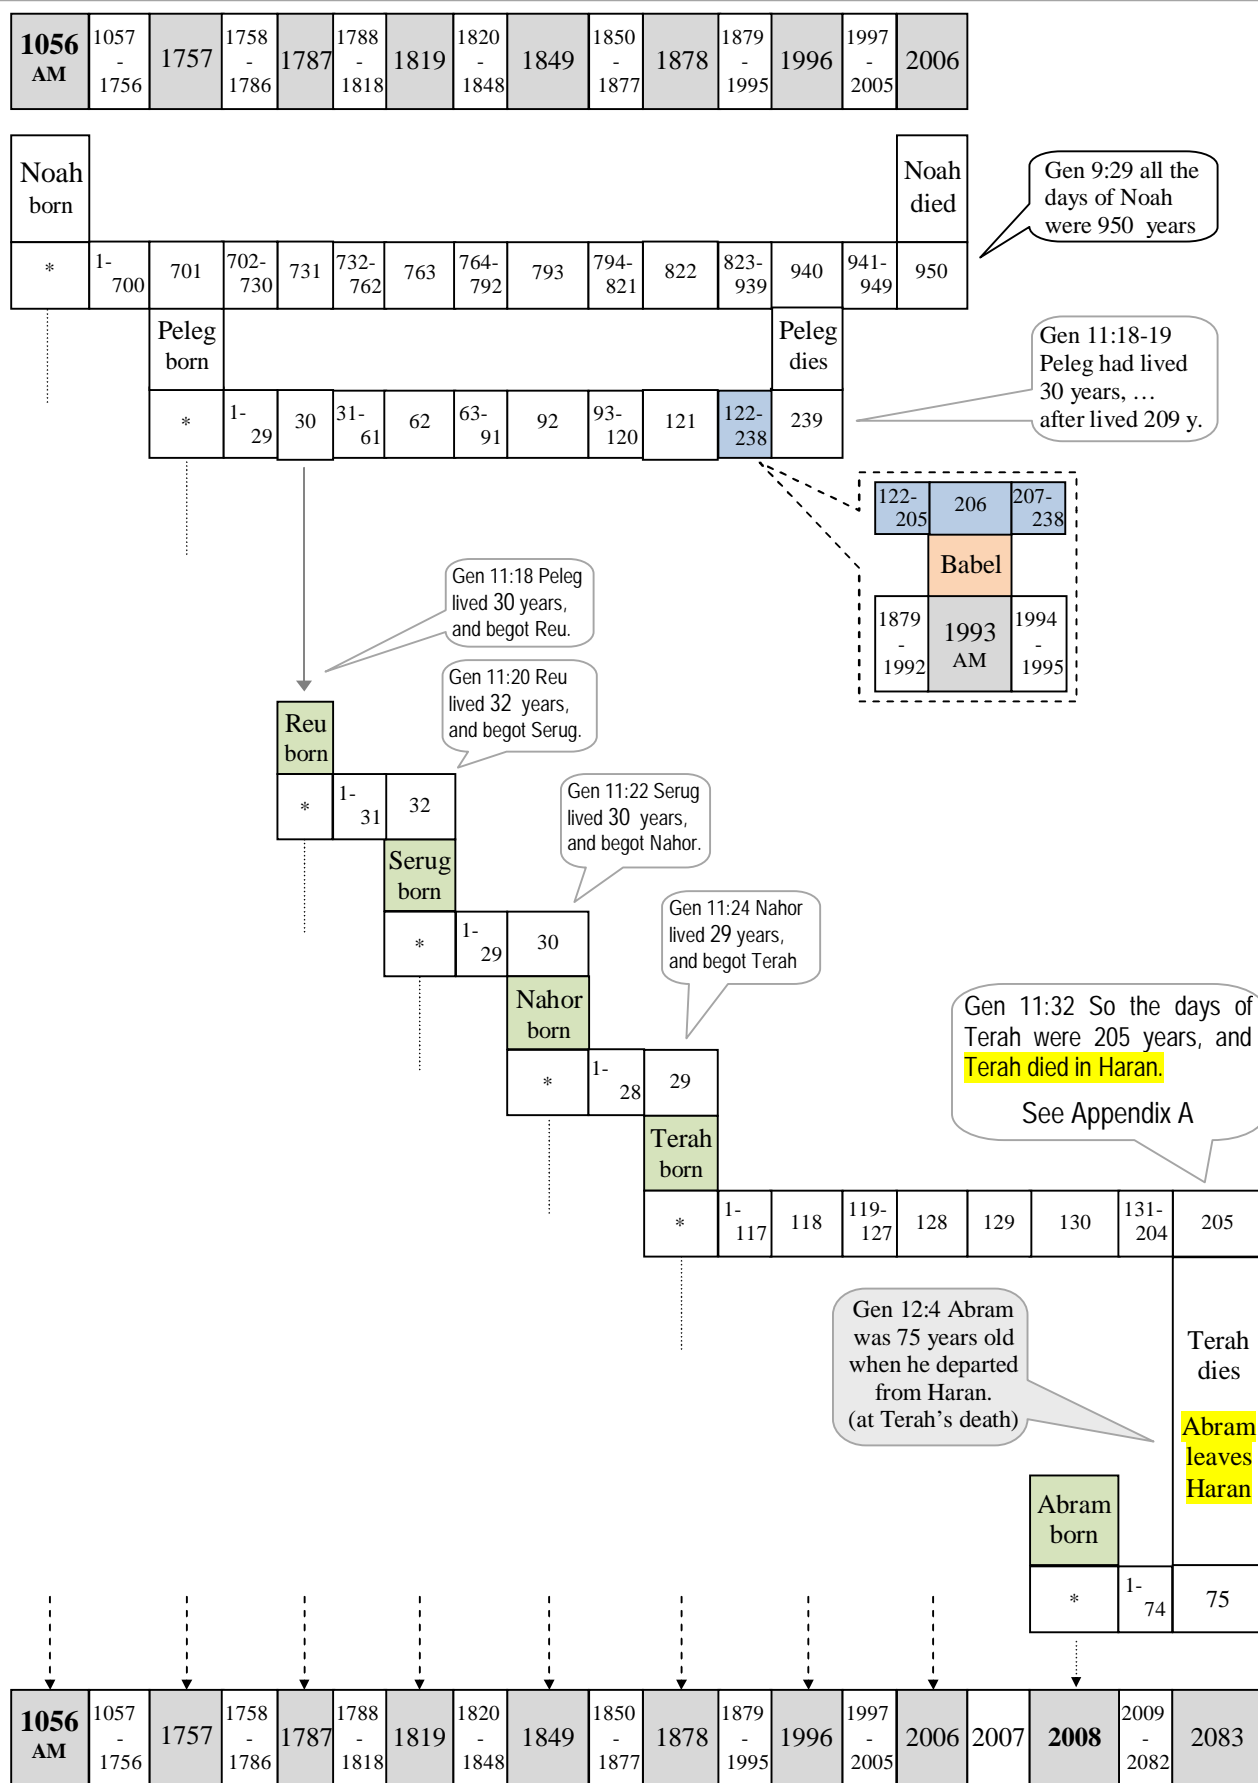 1056
AM
1057
-
1756
1757
1758
-
1786
1787
1788
-
1818
1819
1820
-
1848
1849
1850
-
1877
1878
1879
-
1995
1996
1997
-
2005
2006
Noah
born
Noah
died
Gen 9:29 all the
days of Noah
were 950 years
*
1-
700
701
702-
730
731
732-
762
763
764-
792
793
794-
821
822
823-
939
940
941-
949
950
Peleg
born
Peleg
dies
Gen 11:18-19
Peleg had lived
30 years, …
after lived 209 y.
*
1-
29
30
31-
61
62
63-
91
92
93-
120
121
122-
238
239
122-
205
206
207-
238
Babel
1879
-
1992
1993
AM
1994
-
1995
Gen 11:18 Peleg
lived 30 years,
and begot Reu.
Gen 11:20 Reu
lived 32 years,
and begot Serug.
Reu
born
*
1-
31
32
Gen 11:22 Serug
lived 30 years,
and begot Nahor.
Serug
born
*
1-
29
30
Gen 11:24 Nahor
lived 29 years,
and begot Terah
Nahor
born
*
1-
28
29
Gen 11:32 So the days of
Terah were 205 years, and
Terah died in Haran.
See Appendix A
Terah
born
*
1-
117
118
119-
127
128
129
130
131-
204
205
Gen 12:4 Abram
was 75 years old
when he departed
from Haran.
(at Terah’s death)
Terah
dies
Abram
leaves
Haran
Abram
born
*
1-
74
75
1056
AM
1057
-
1756
1757
1758
-
1786
1787
1788
-
1818
1819
1820
-
1848
1849
1850
-
1877
1878
1879
-
1995
1996
1997
-
2005
2006
2007
2008
2009
-
2082
2083